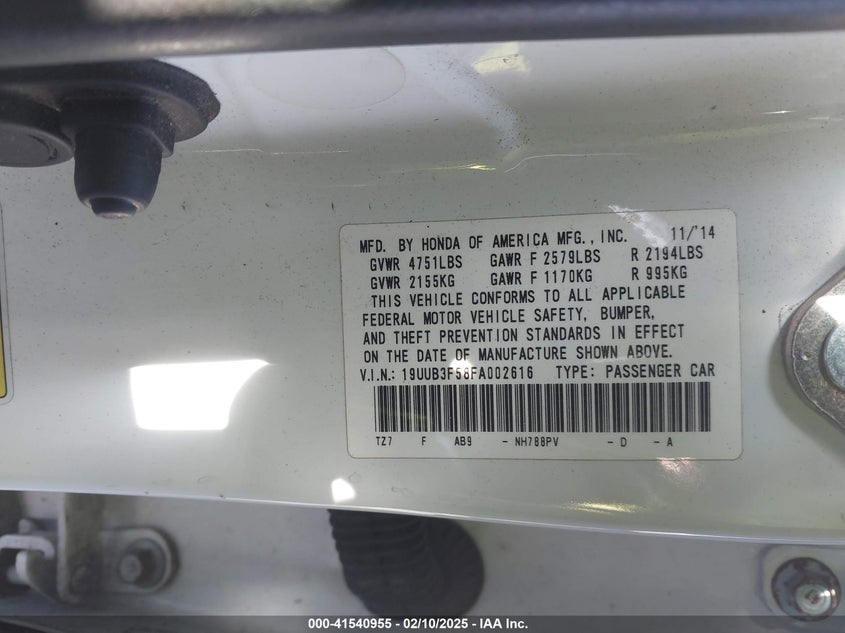 MFD. BY HONDA OF AMERICA MFG., INC. 11/'14
GVWR 4751LBS GAWR F 2579LBS R 2194LBS
GVWR 2155KG GAWR F 1170KG R 995KG
THIS VEHICLE CONFORMS TO ALL APPLICABLE
FEDERAL MOTOR VEHICLE SAFETY, BUMPER,
AND THEFT PREVENTION STANDARDS IN EFFECT
ON THE DATE OF MANUFACTURE SHOWN ABOVE.
V.I.N.: 19UUB3F58FA002616 TYPE: PASSENGER CAR
TZ7 F AB9 - NH788PV - D - A
000-41540955 - 02/10/2025 - IAA Inc.